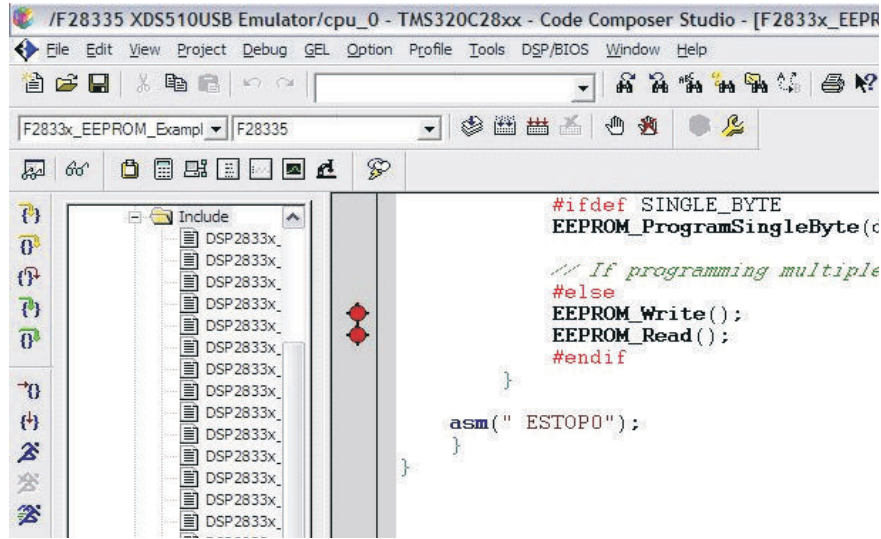 /F28335 XDS510USB Emulator/cpu_0 - TMS320C28xx - Code Composer Studio - [F2833x_EEPR
File Edit View Project Debug GEL Option Profile Tools DSP/BIOS Window Help
F2833x_EEPROM_Exampl F28335
Include
DSP2833x_
DSP2833x_
DSP2833x_
DSP2833x_
DSP2833x_
DSP2833x_
DSP2833x_
DSP2833x_
DSP2833x_
DSP2833x_
DSP2833x_
DSP2833x_
DSP2833x_
DSP2833x_
#ifdef SINGLE_BYTE
EEPROM_ProgramSingleByte(d
// If programming multiple
#else
EEPROM_Write();
EEPROM_Read();
#endif
}
asm(" ESTOP0");
}
}